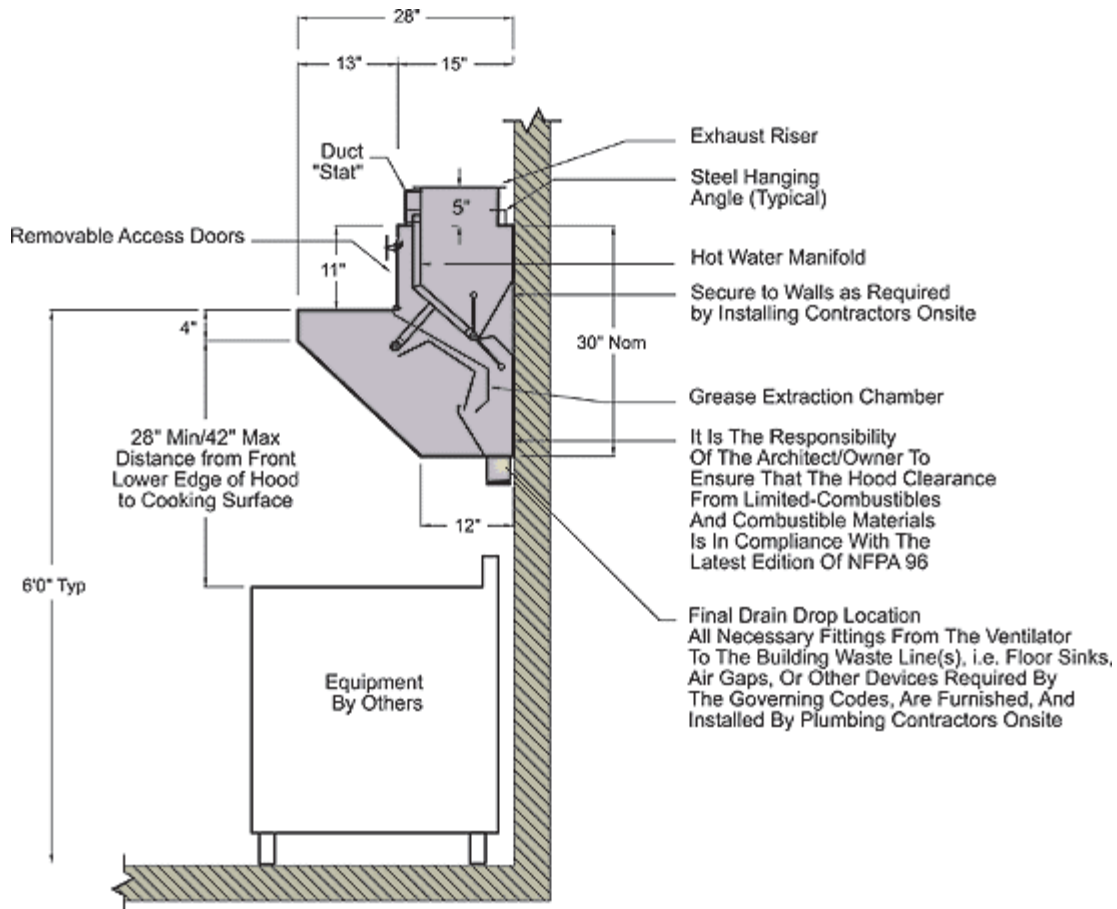 28"
13"
15"
Duct
"Stat"
Exhaust Riser
Steel Hanging
Angle (Typical)
5"
Removable Access Doors
11"
Hot Water Manifold
Secure to Walls as Required
by Installing Contractors Onsite
4"
30" Nom
Grease Extraction Chamber
28" Min/42" Max
Distance from Front
Lower Edge of Hood
to Cooking Surface
It Is The Responsibility
Of The Architect/Owner To
Ensure That The Hood Clearance
From Limited-Combustibles
And Combustible Materials
Is In Compliance With The
Latest Edition Of NFPA 96
12"
6'0" Typ
Final Drain Drop Location
All Necessary Fittings From The Ventilator
To The Building Waste Line(s), i.e. Floor Sinks,
Air Gaps, Or Other Devices Required By
The Governing Codes, Are Furnished, And
Installed By Plumbing Contractors Onsite
Equipment
By Others